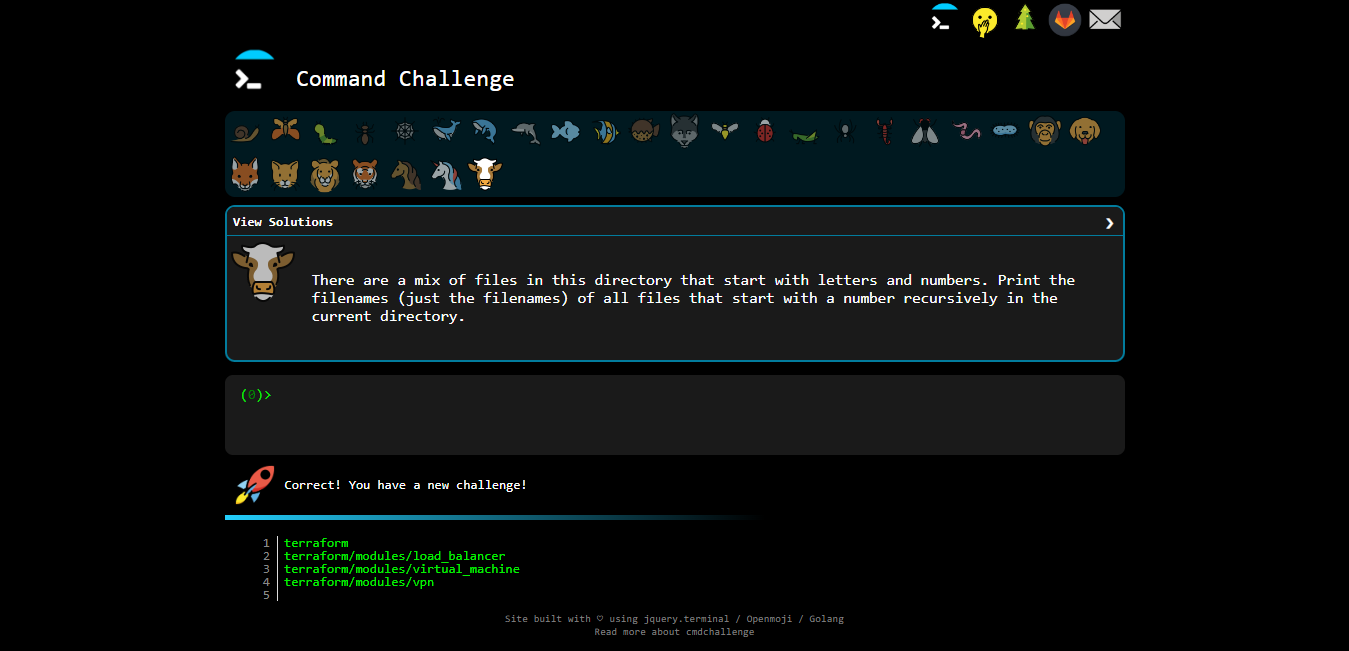 Command Challenge
View Solutions
There are a mix of files in this directory that start with letters and numbers. Print the
filenames (just the filenames) of all files that start with a number recursively in the
current directory.
(0)>
Correct! You have a new challenge!
1 terraform
2 terraform/modules/load_balancer
3 terraform/modules/virtual_machine
4 terraform/modules/vpn
5
Site built with ♡ using jquery.terminal / Openmoji / Golang
Read more about cmdchallenge